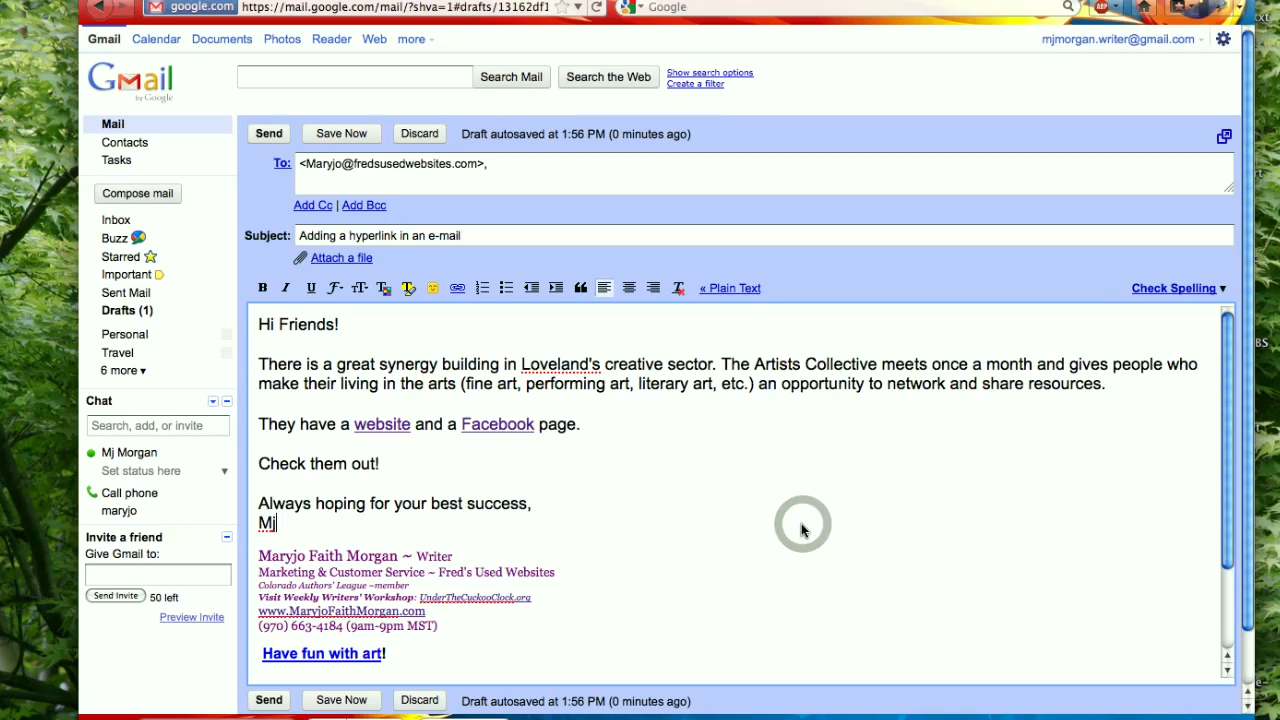 google.com https://mail.google.com/mail/?shva=1#drafts/13162df1 Google
Gmail Calendar Documents Photos Reader Web more mjmorgan.writer@gmail.com
Gmail by Google
Search Mail Search the Web Show search options
Create a filter
Mail
Contacts
Tasks
Compose mail
Inbox
Buzz
Starred
Important
Sent Mail
Drafts (1)
Personal
Travel
6 more ▾
Chat
Search, add, or invite
Mj Morgan
Set status here
Call phone
maryjo
Invite a friend
Give Gmail to:
Send Invite 50 left
Preview Invite
Send Save Now Discard Draft autosaved at 1:56 PM (0 minutes ago)
To: <Maryjo@fredsusedwebsites.com>,
Add Cc | Add Bcc
Subject: Adding a hyperlink in an e-mail
Attach a file
B I U « Plain Text Check Spelling ▾
Hi Friends!
There is a great synergy building in Loveland's creative sector. The Artists Collective meets once a month and gives people who
make their living in the arts (fine art, performing art, literary art, etc.) an opportunity to network and share resources.
They have a website and a Facebook page.
Check them out!
Always hoping for your best success,
Mj
Maryjo Faith Morgan ~ Writer
Marketing & Customer Service ~ Fred's Used Websites
Colorado Authors' League ~member
Visit Weekly Writers' Workshop: UnderTheCuckooClock.org
www.MaryjoFaithMorgan.com
(970) 663-4184 (9am-9pm MST)
Have fun with art!
Send Save Now Discard Draft autosaved at 1:56 PM (0 minutes ago)